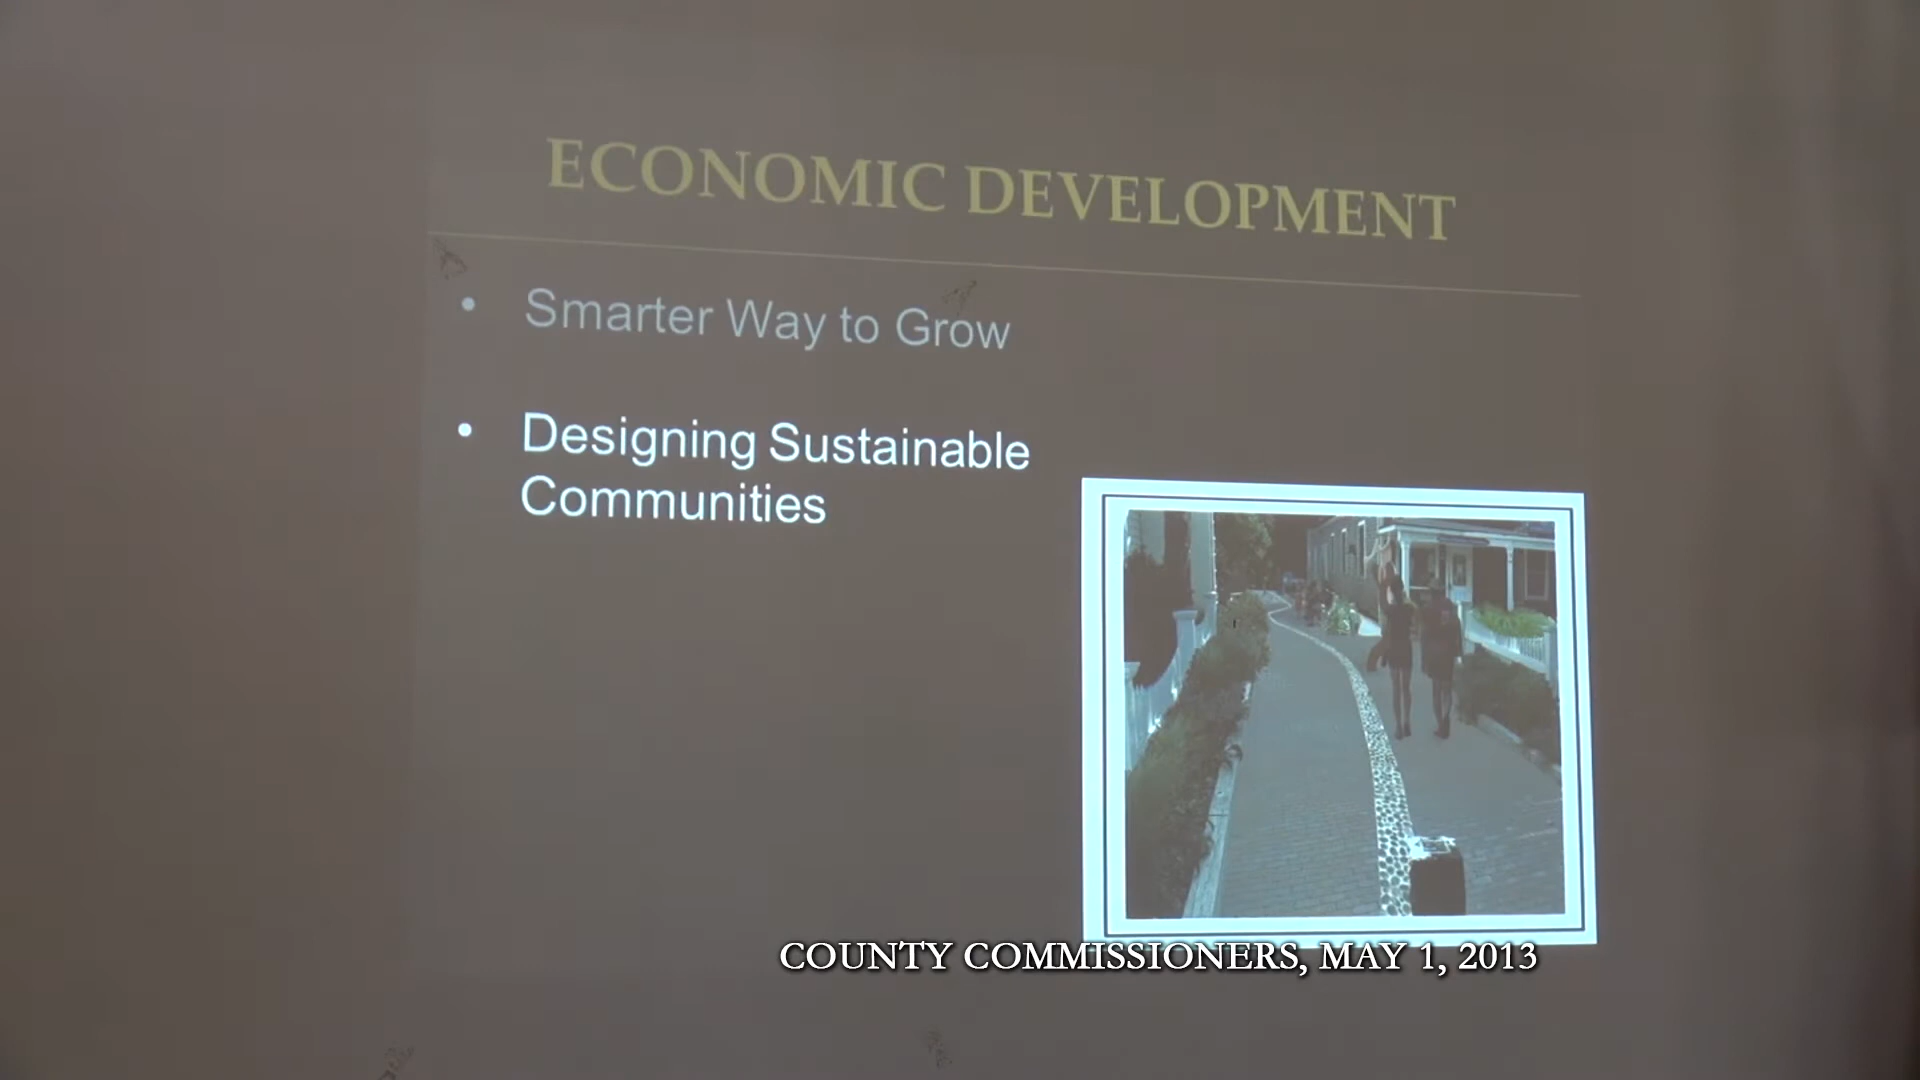 ECONOMIC DEVELOPMENT
• Smarter Way to Grow
• Designing Sustainable
Communities
COUNTY COMMISSIONERS, MAY 1, 2013